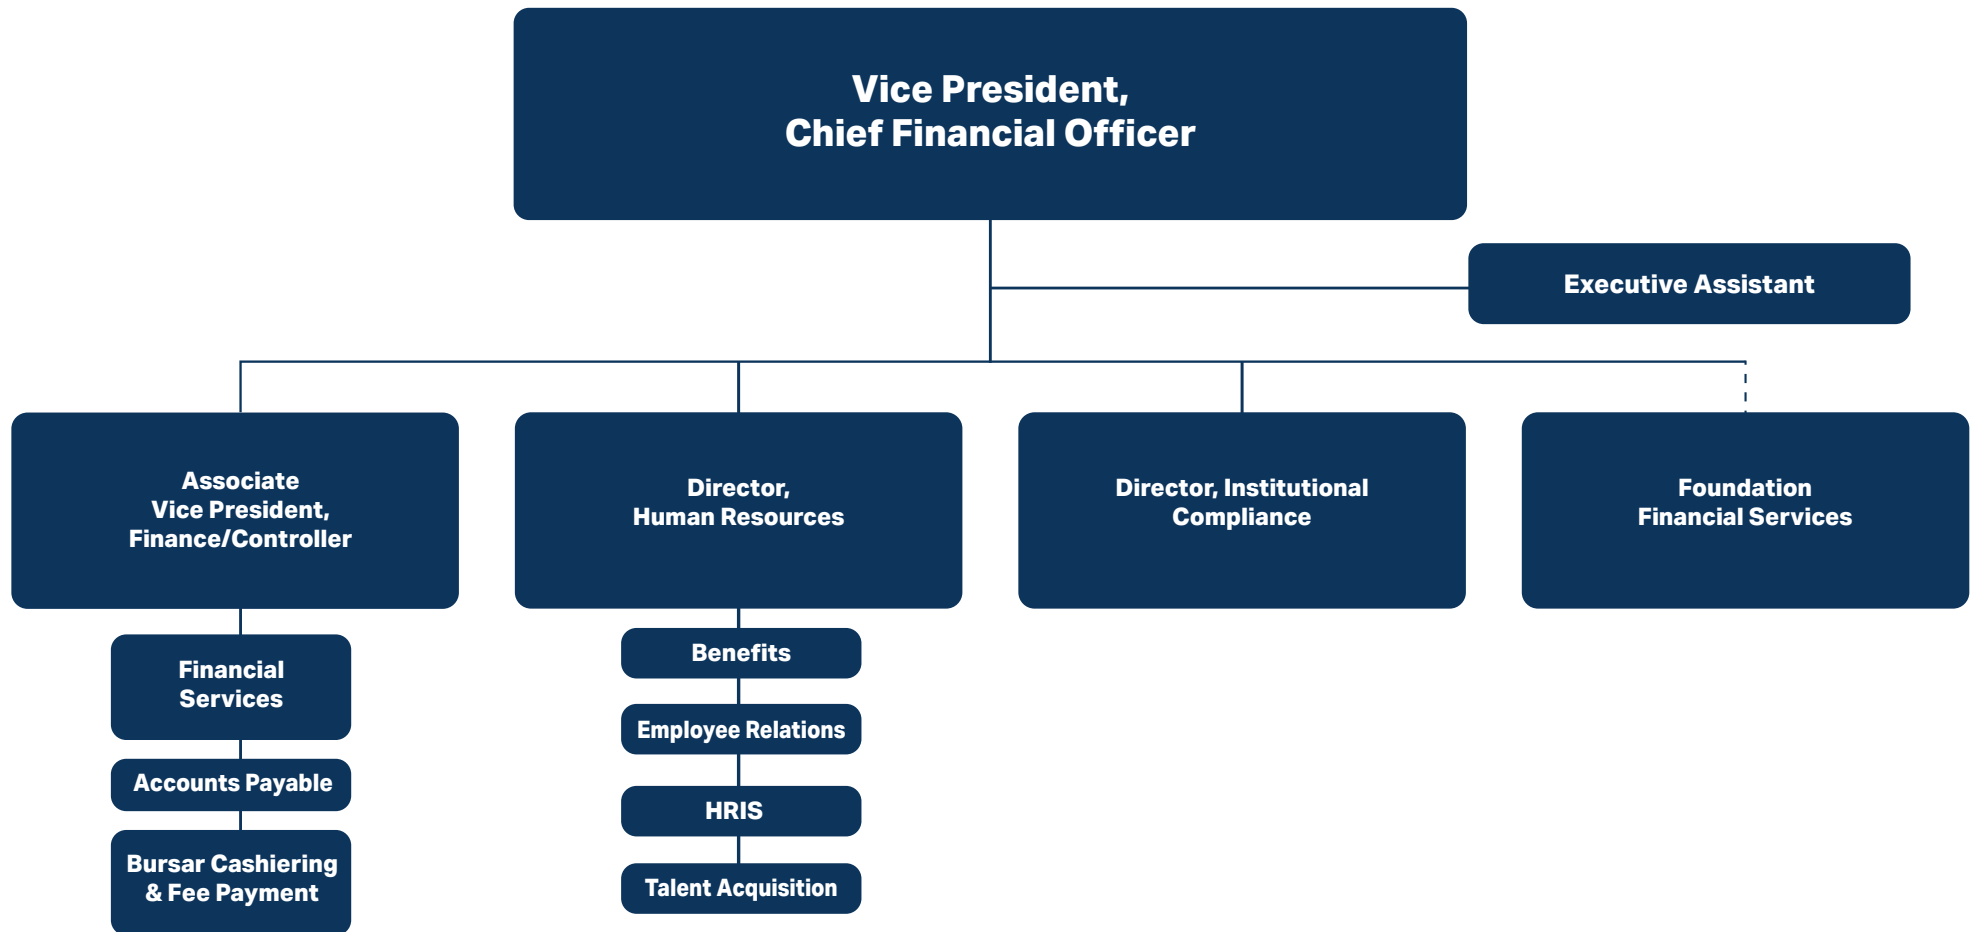 Vice President,
Chief Financial Officer
Executive Assistant
Associate
Vice President,
Finance/Controller
Director,
Human Resources
Director, Institutional
Compliance
Foundation
Financial Services
Financial
Services
Accounts Payable
Bursar Cashiering
& Fee Payment
Benefits
Employee Relations
HRIS
Talent Acquisition